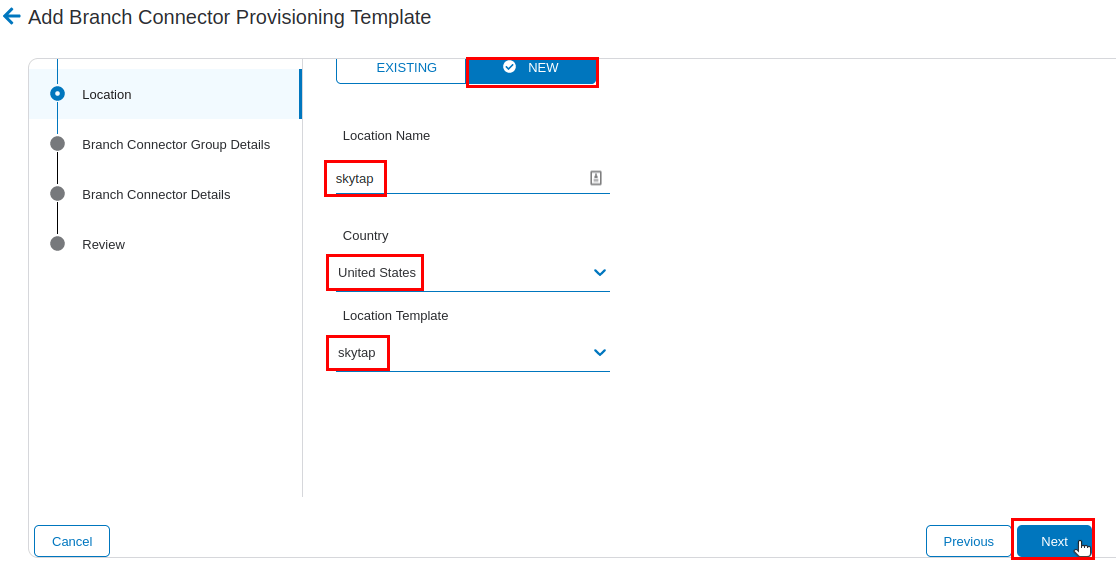 Add Branch Connector Provisioning Template
EXISTING
NEW
Location
Branch Connector Group Details
Branch Connector Details
Review
Location Name
skytap
Country
United States
Location Template
skytap
Cancel
Previous
Next